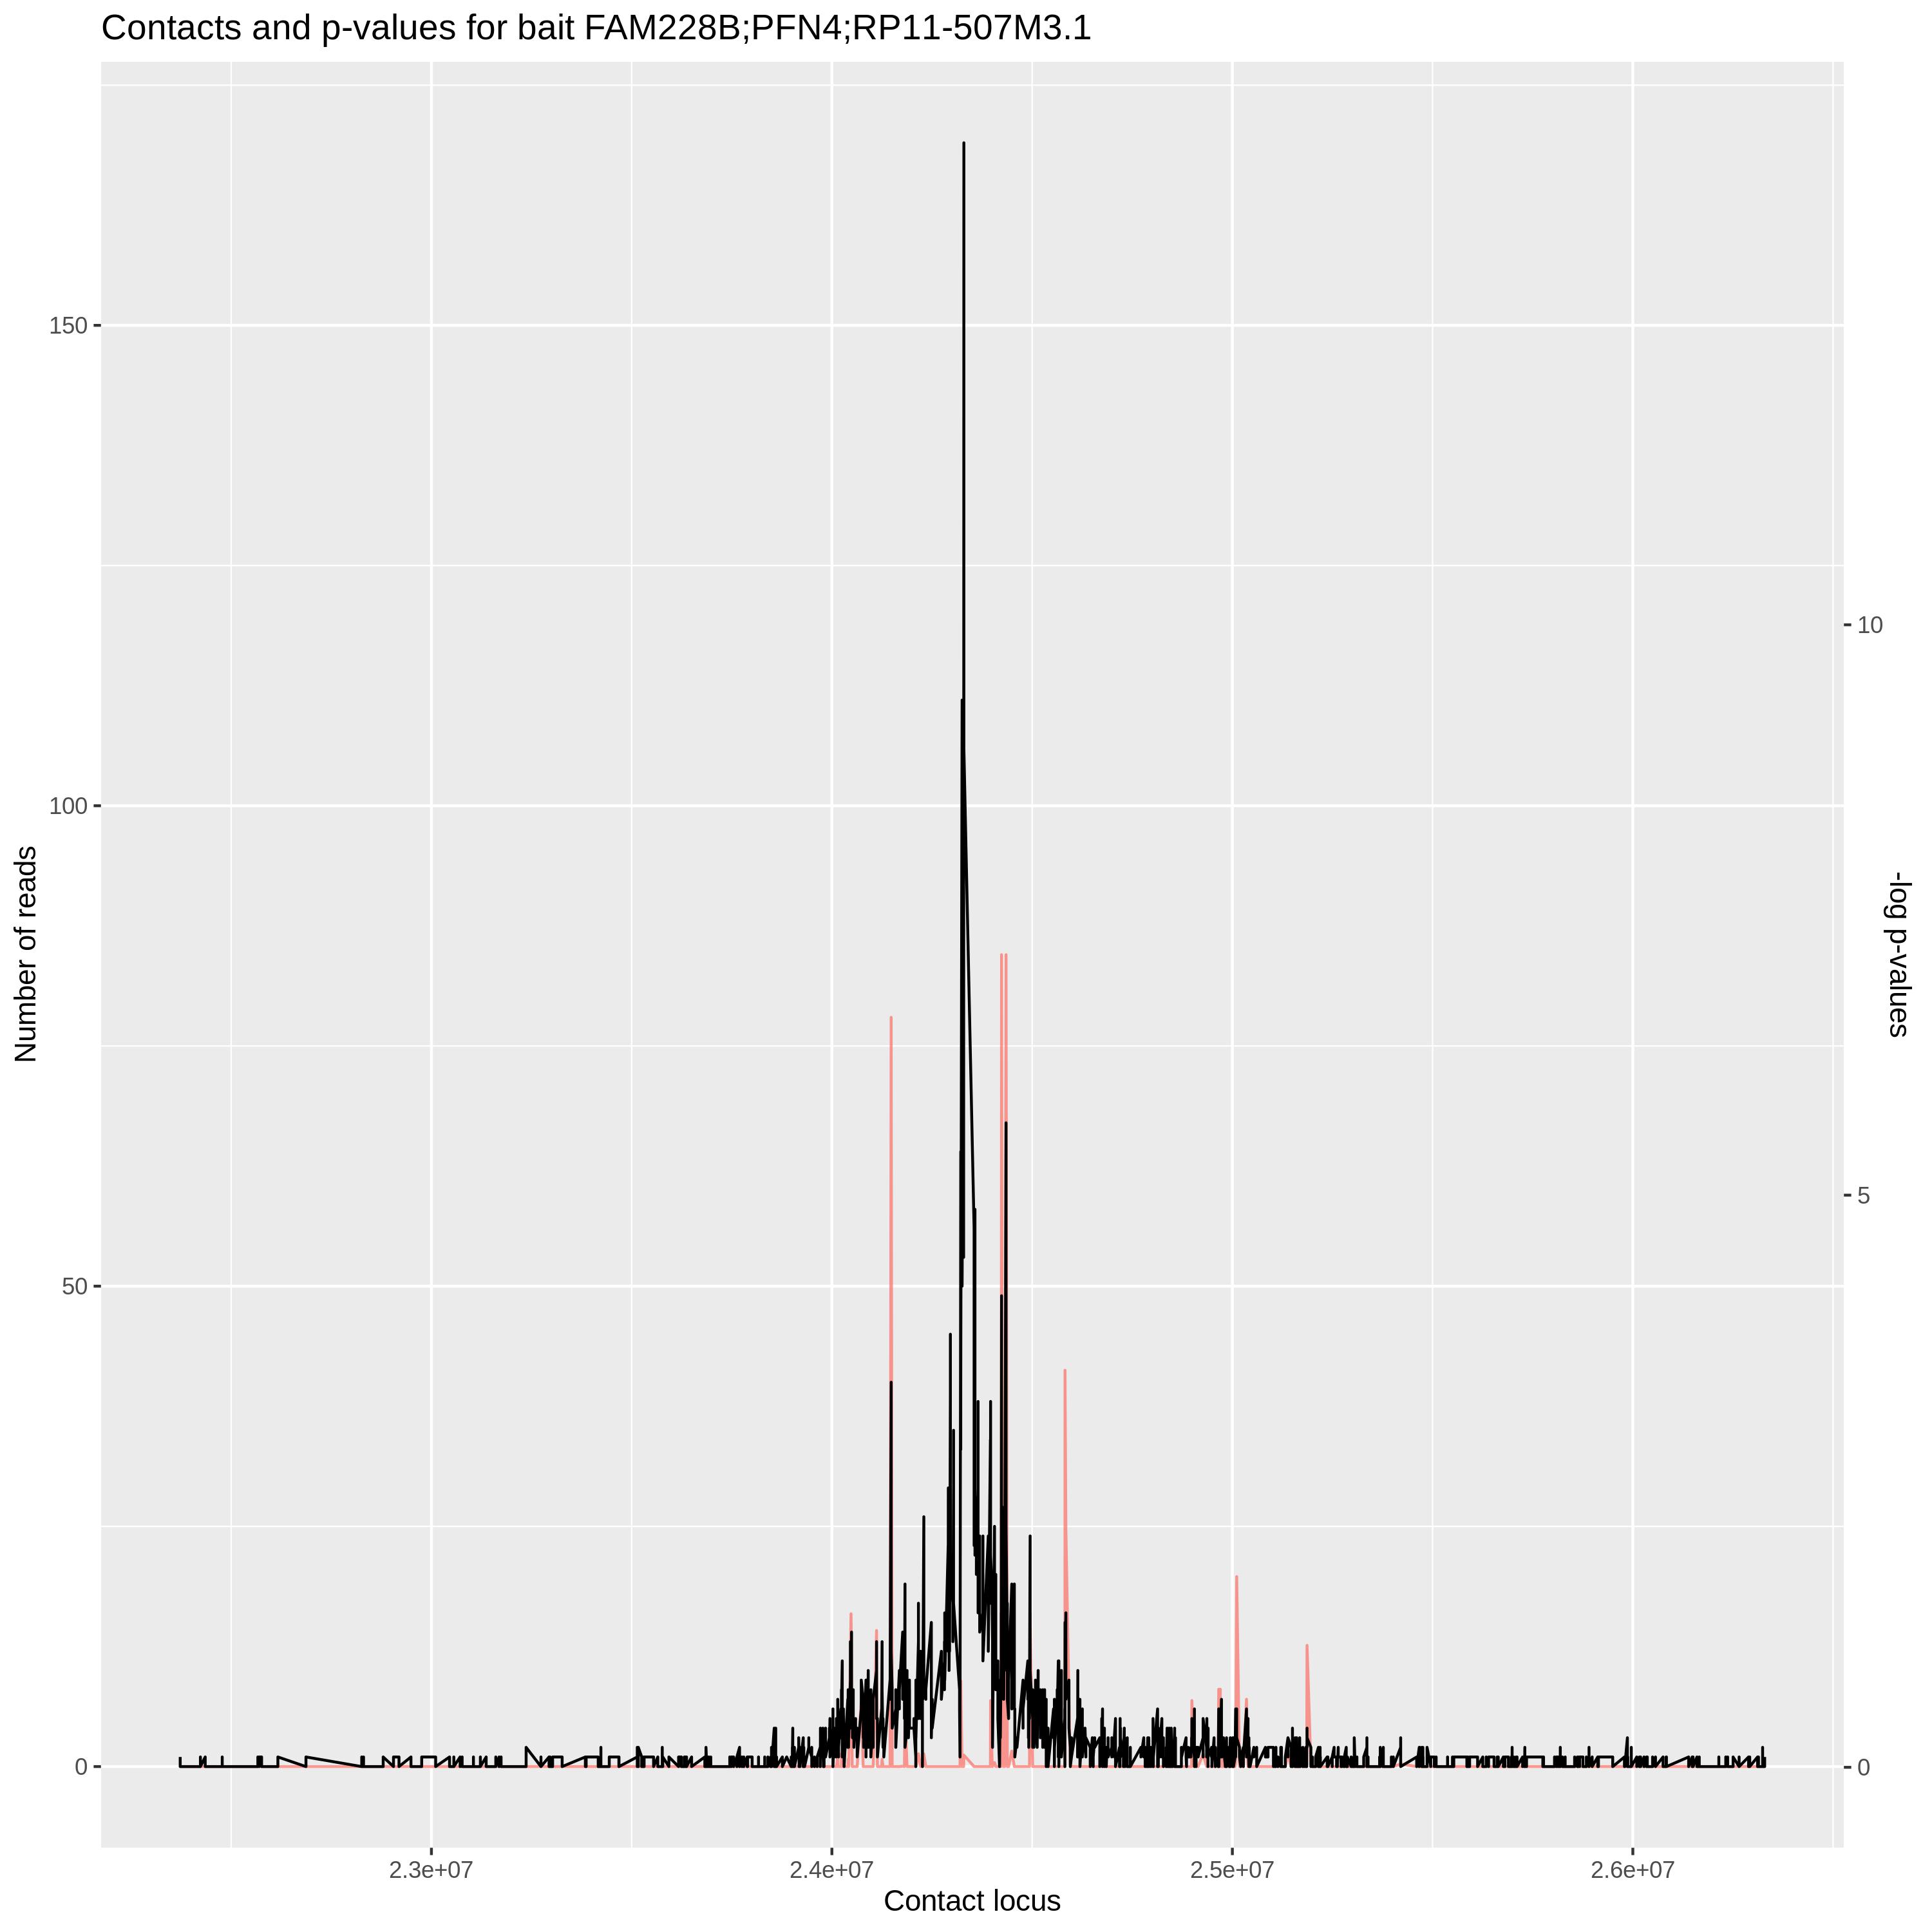 Contacts and p-values for bait FAM228B;PFN4;RP11-507M3.1
Number of reads
150
100
50
0
10
5
0
-log p-values
2.3e+07
2.4e+07
2.5e+07
2.6e+07
Contact locus